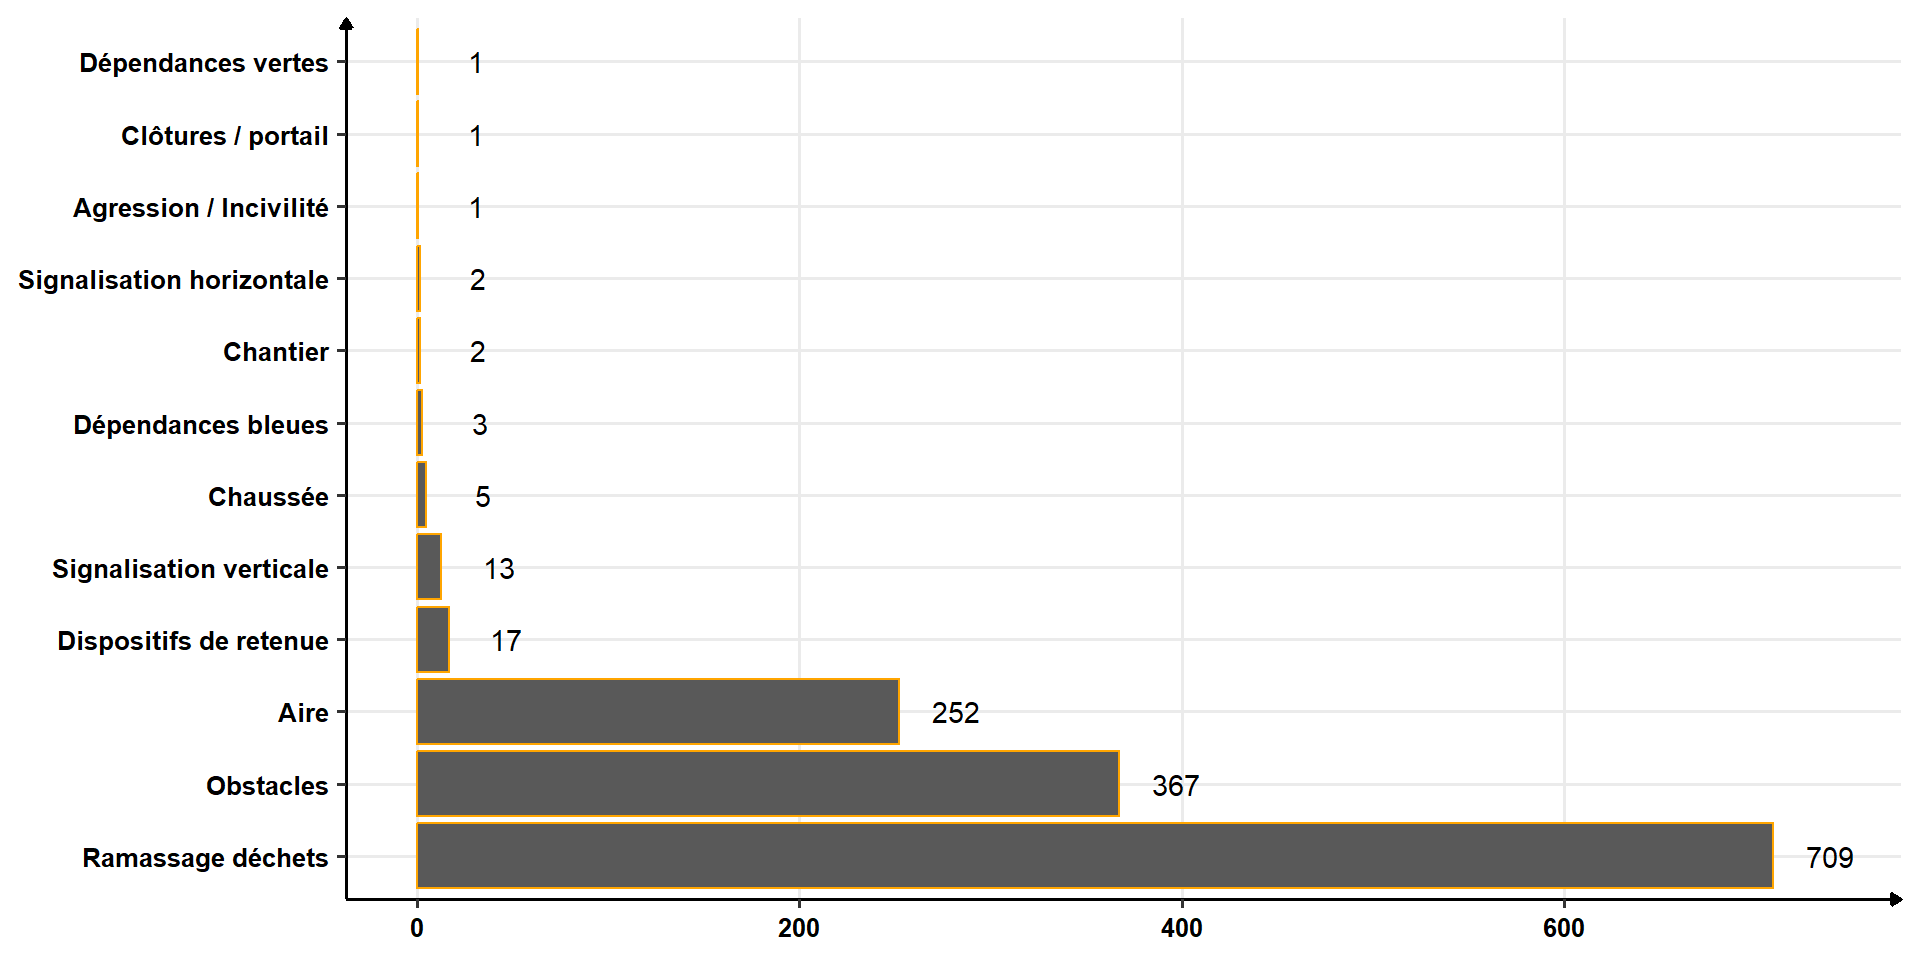 Dépendances vertes 1
Clôtures / portail 1
Agression / Incivilité 1
Signalisation horizontale 2
Chantier 2
Dépendances bleues 3
Chaussée 5
Signalisation verticale 13
Dispositifs de retenue 17
Aire 252
Obstacles 367
Ramassage déchets 709
0 200 400 600